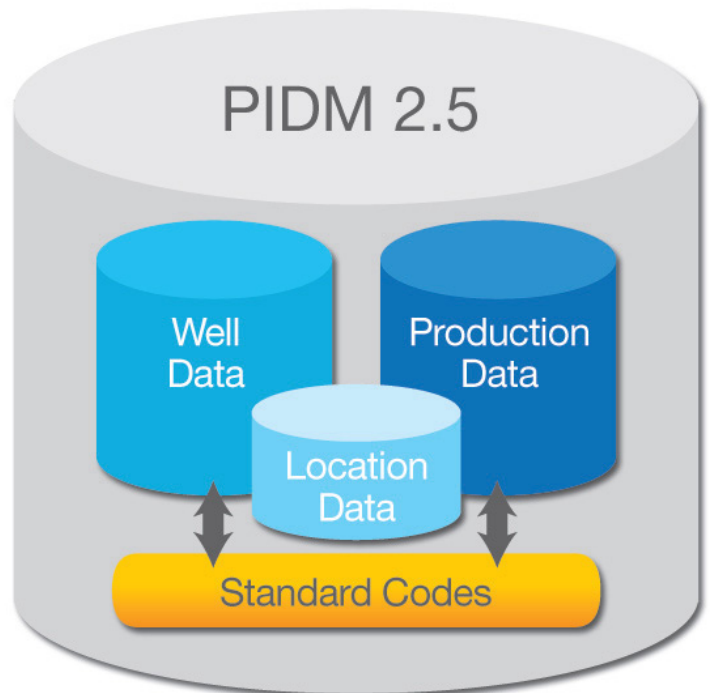 PIDM 2.5
Well
Data
Production
Data
Location
Data
Standard Codes